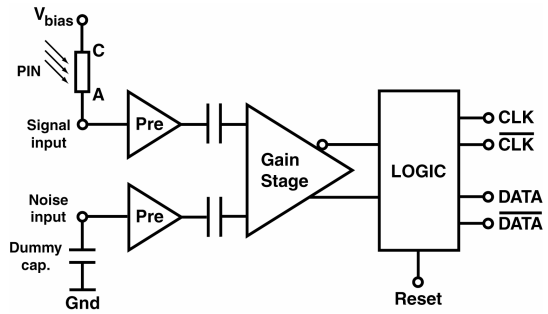 Vbias
C
PIN
A
Signal
input
Pre
Gain
Stage
LOGIC
CLK
CLK
DATA
DATA
Noise
input
Pre
Dummy
cap.
Gnd
Reset